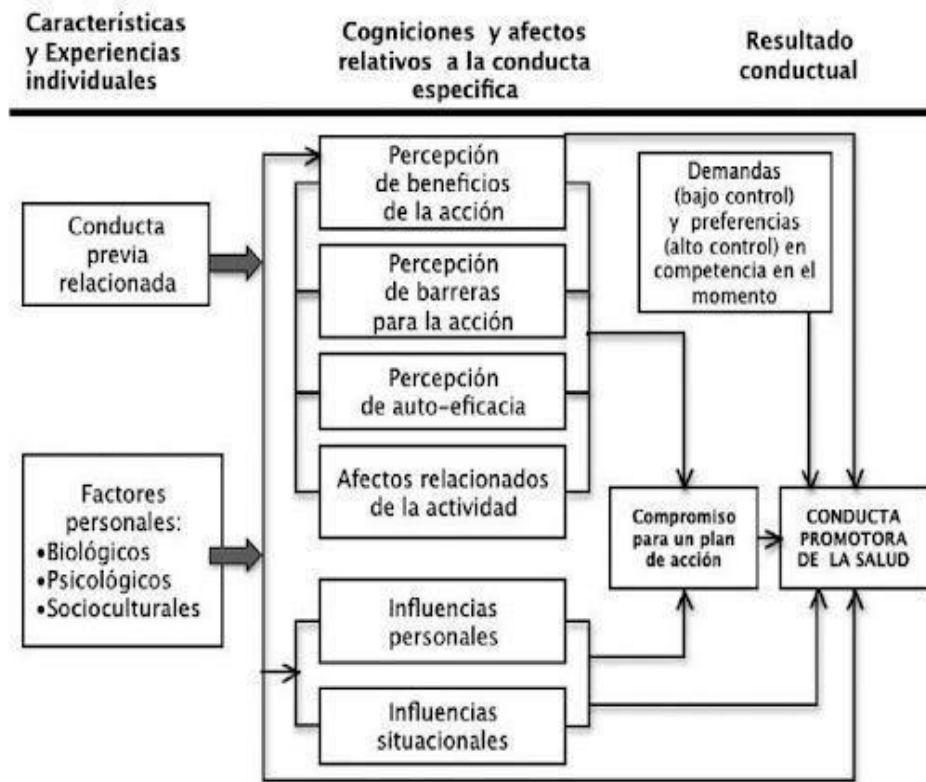 Características
y Experiencias
individuales
Cogniciones y afectos
relativos a la conducta
especifica
Resultado
conductual
Conducta
previa
relacionada
Factores
personales:
•Biológicos
•Psicológicos
•Socioculturales
Percepción
de beneficios
de la acción
Percepción
de barreras
para la acción
Percepción
de auto-eficacia
Afectos relacionados
de la actividad
Influencias
personales
Influencias
situacionales
Demandas
(bajo control)
y preferencias
(alto control) en
competencia en el
momento
Compromiso
para un plan
de acción
CONDUCTA
PROMOTORA
DE LA SALUD